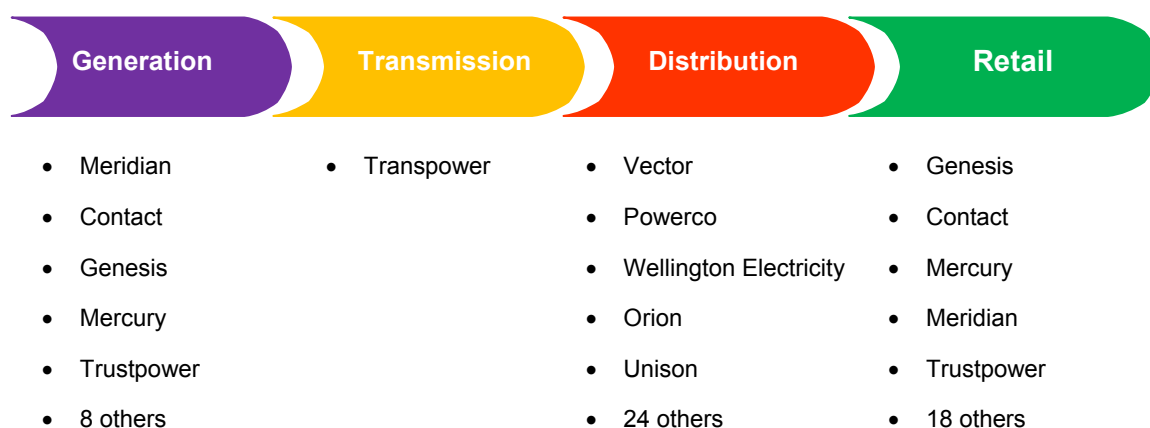 Generation
Transmission
Distribution
Retail
• Meridian
• Contact
• Genesis
• Mercury
• Trustpower
• 8 others
• Transpower
• Vector
• Powerco
• Wellington Electricity
• Orion
• Unison
• 24 others
• Genesis
• Contact
• Mercury
• Meridian
• Trustpower
• 18 others